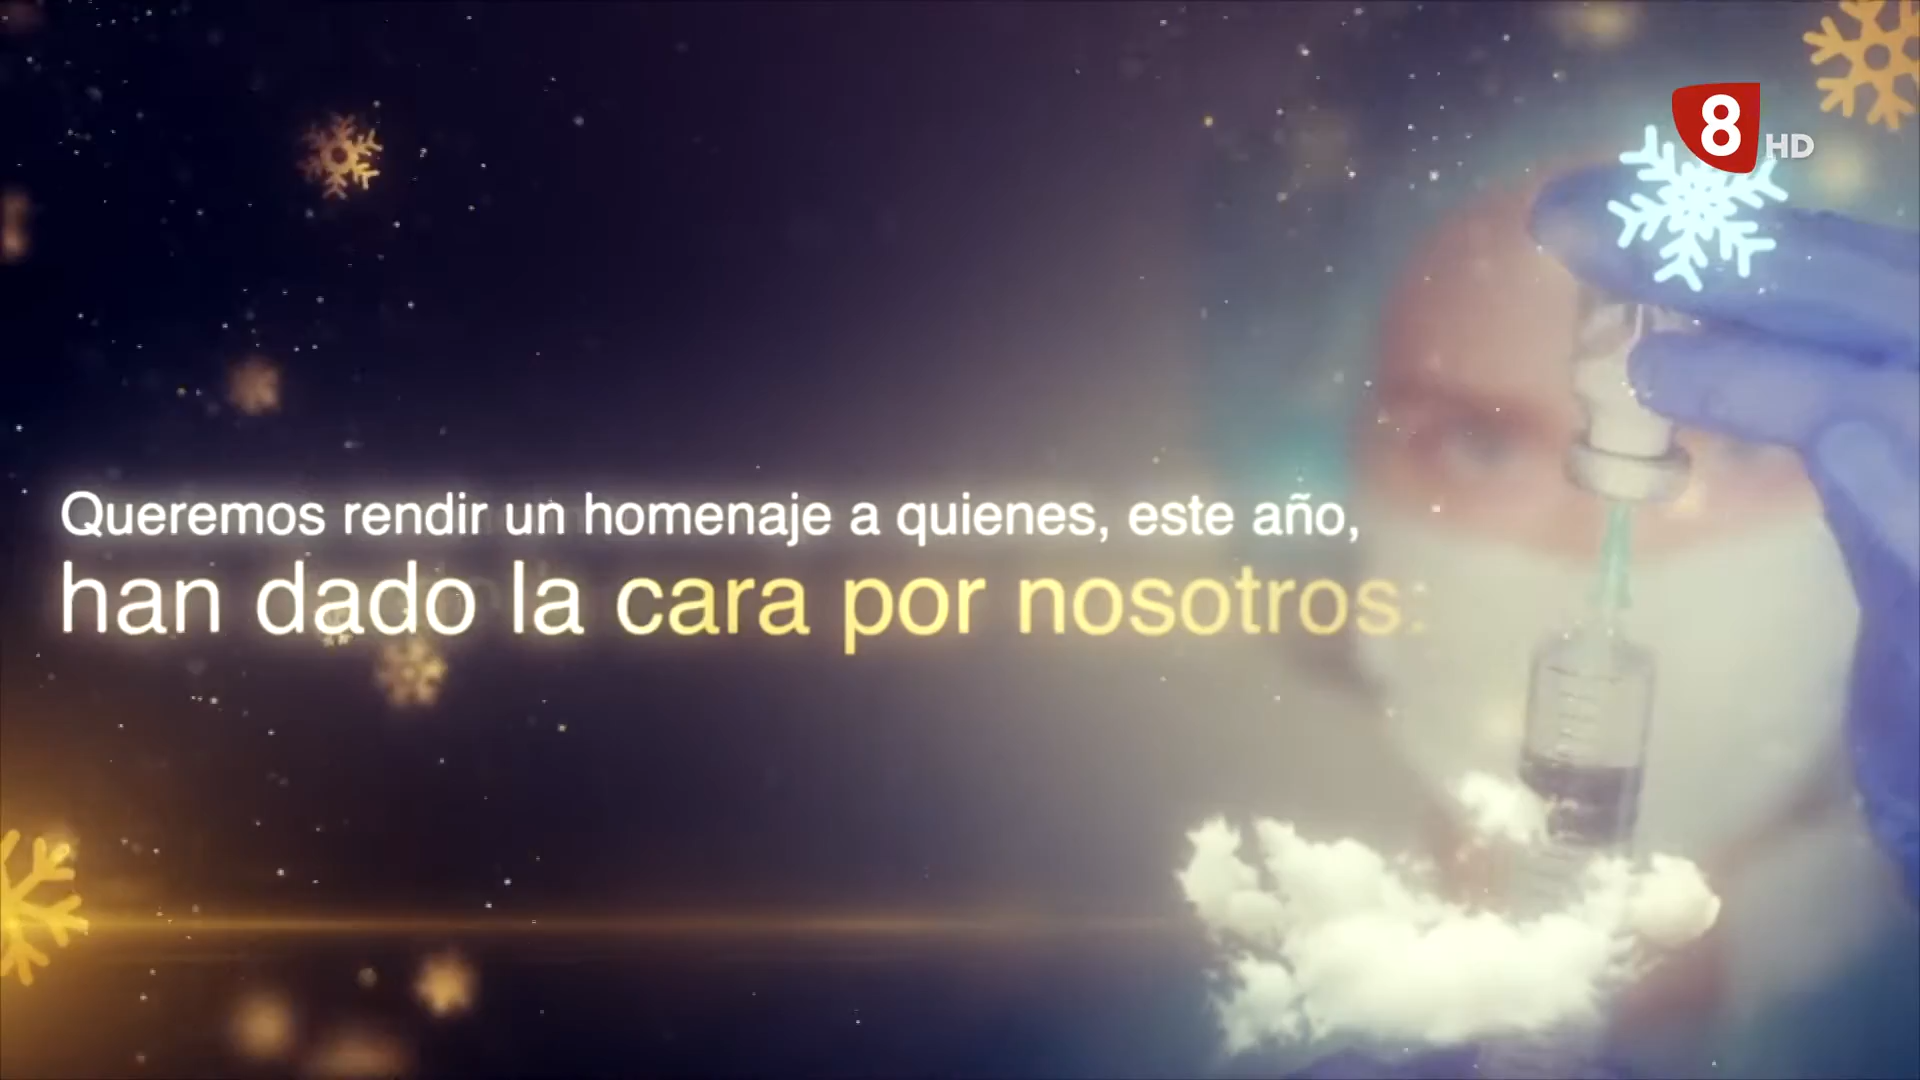 8 HD
Queremos rendir un homenaje a quienes, este año,
han dado la cara por nosotros: